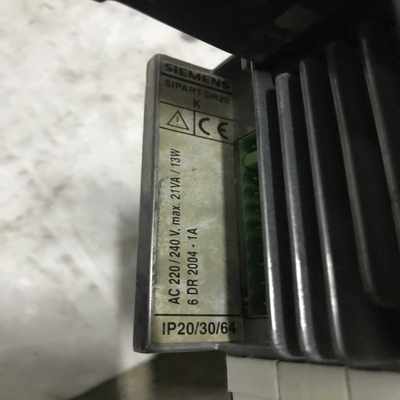 SIEMENS
SIPART DR20
K
CE
AC 220/240 V, max. 21VA / 13W
6 DR 2004 - 1A
IP20/30/64